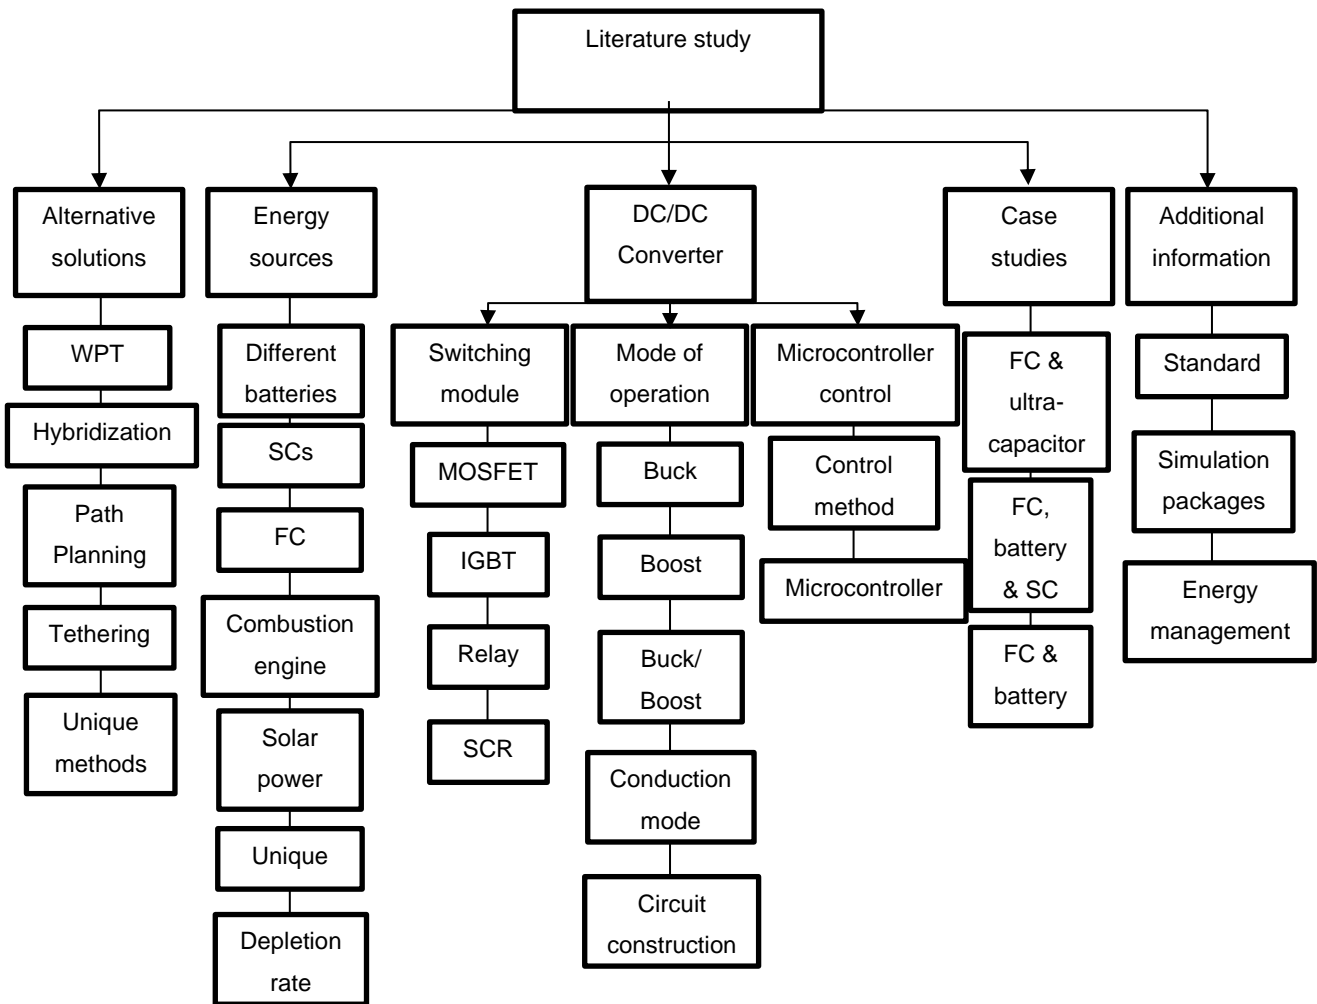 Literature study
Alternative
solutions
WPT
Hybridization
Path
Planning
Tethering
Unique
methods
Energy
sources
Different
batteries
SCs
FC
Combustion
engine
Solar
power
Unique
Depletion
rate
DC/DC
Converter
Switching
module
MOSFET
IGBT
Relay
SCR
Mode of
operation
Buck
Boost
Buck/
Boost
Conduction
mode
Circuit
construction
Microcontroller
control
Control
method
Microcontroller
Case
studies
FC &
ultra-
capacitor
FC,
battery
& SC
FC &
battery
Additional
information
Standard
Simulation
packages
Energy
management